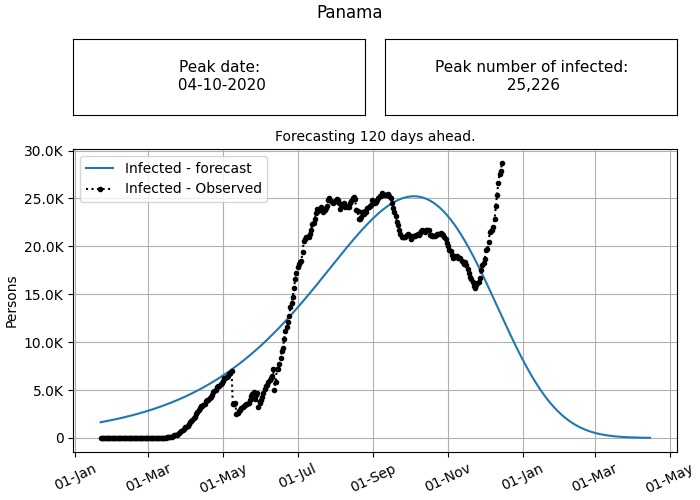 Panama
Peak date:
04-10-2020
Peak number of infected:
25,226
Forecasting 120 days ahead.
30.0K
25.0K
20.0K
15.0K
10.0K
5.0K
0
Persons
Infected - forecast
Infected - Observed
01-Jan
01-Mar
01-May
01-Jul
01-Sep
01-Nov
01-Jan
01-Mar
01-May